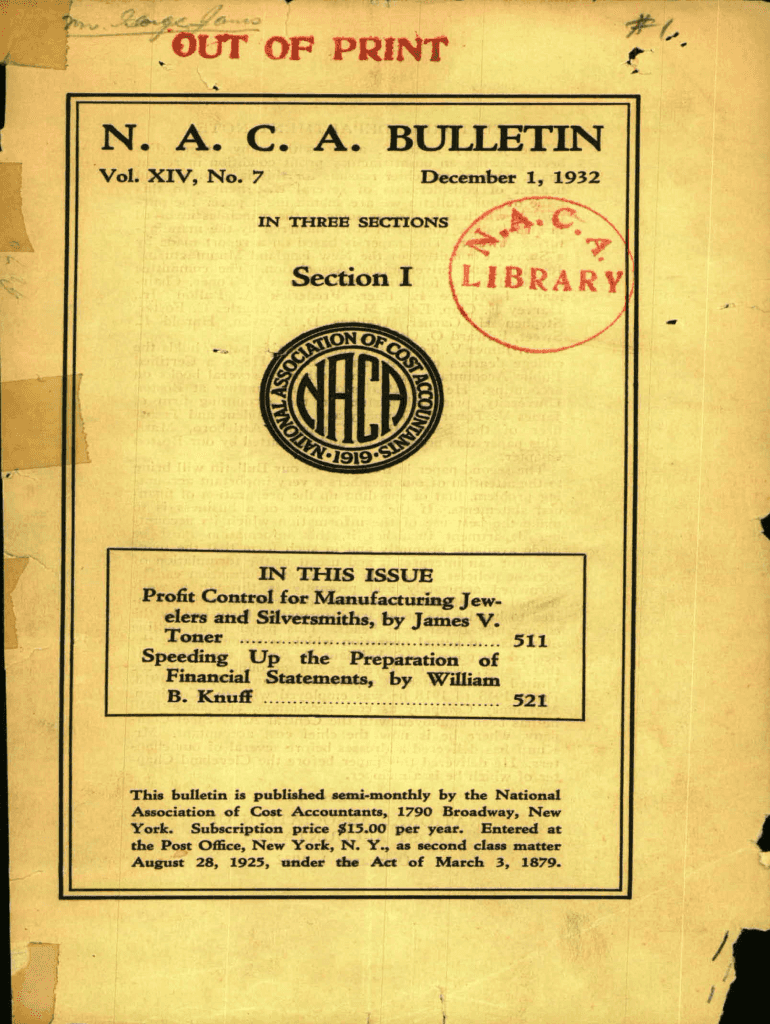 Mr. George
OUT OF PRINT
#1.
N. A. C. A. BULLETIN
Vol. XIV, No. 7 December 1, 1932
IN THREE SECTIONS
Section I
N.A.C.A.
LIBRARY
NATIONAL ASSOCIATION OF COST ACCOUNTANTS
NACA
·1919·
IN THIS ISSUE
Profit Control for Manufacturing Jew-
elers and Silversmiths, by James V.
Toner ........................................ 511
Speeding Up the Preparation of
Financial Statements, by William
B. Knuff .................................... 521
This bulletin is published semi-monthly by the National
Association of Cost Accountants, 1790 Broadway, New
York. Subscription price $15.00 per year. Entered at
the Post Office, New York, N. Y., as second class matter
August 28, 1925, under the Act of March 3, 1879.